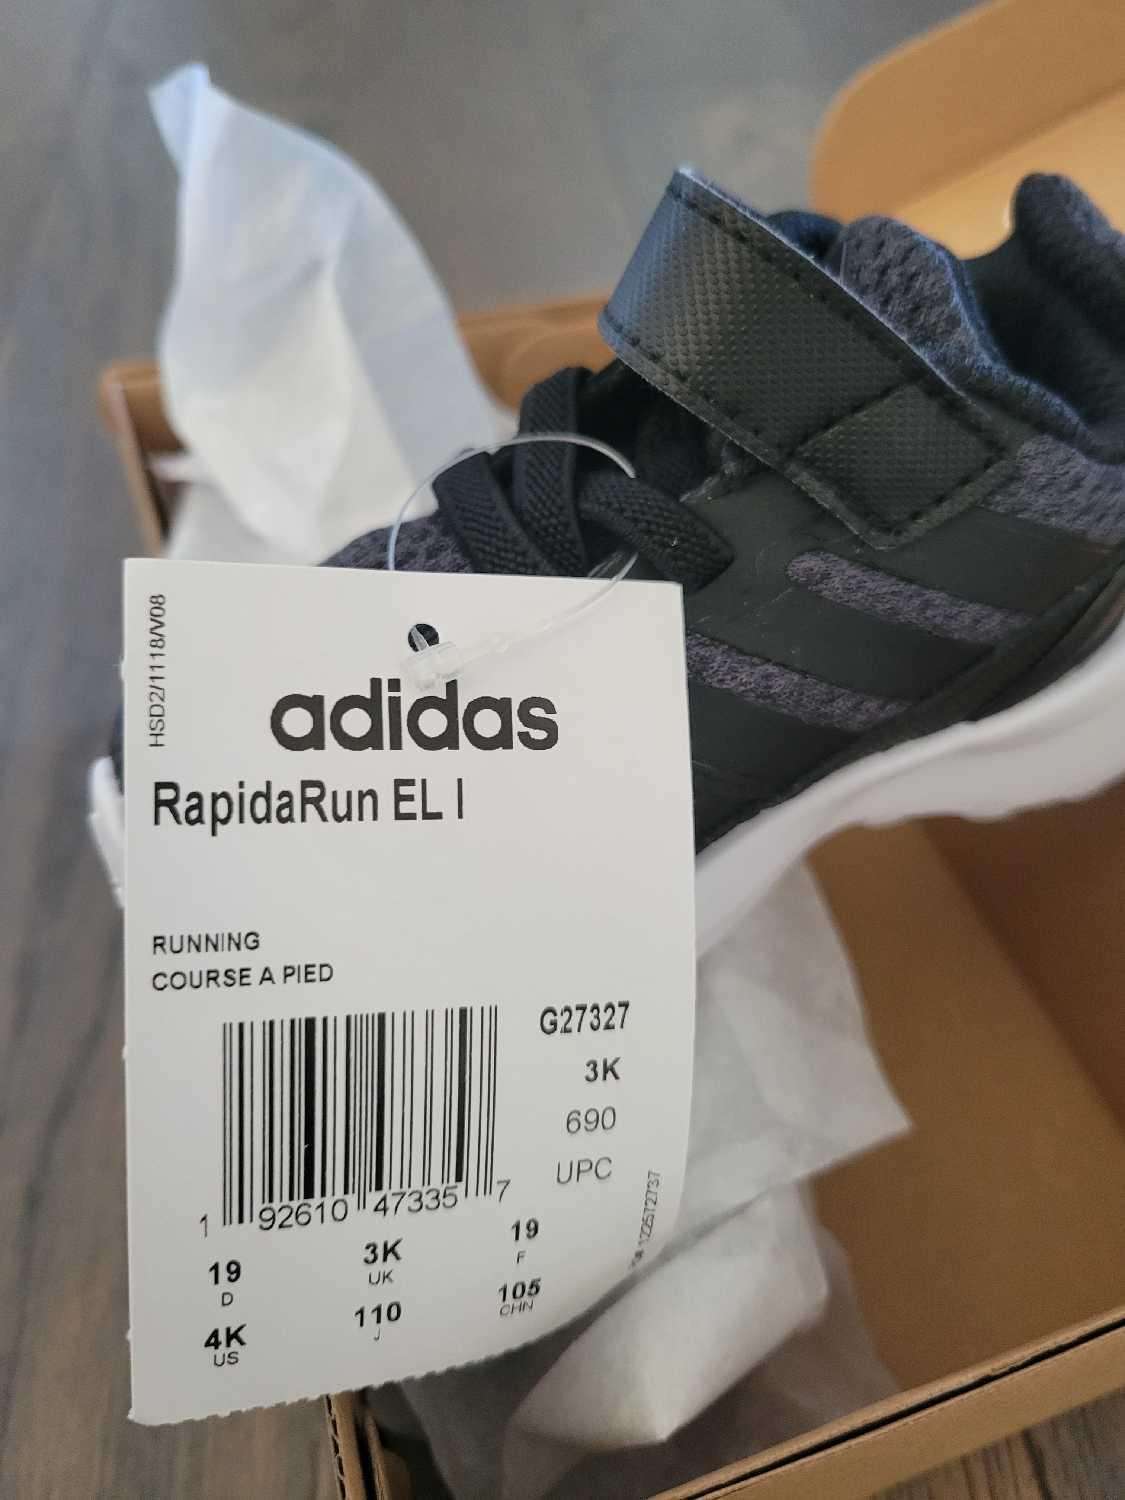 HSD2/1118/V08
adidas
RapidaRun EL I
RUNNING
COURSE A PIED
G27327
3K
690
UPC
1 92610 47335 7
122572737
19 3K 19
D UK F
4K 110 105
US J CHN